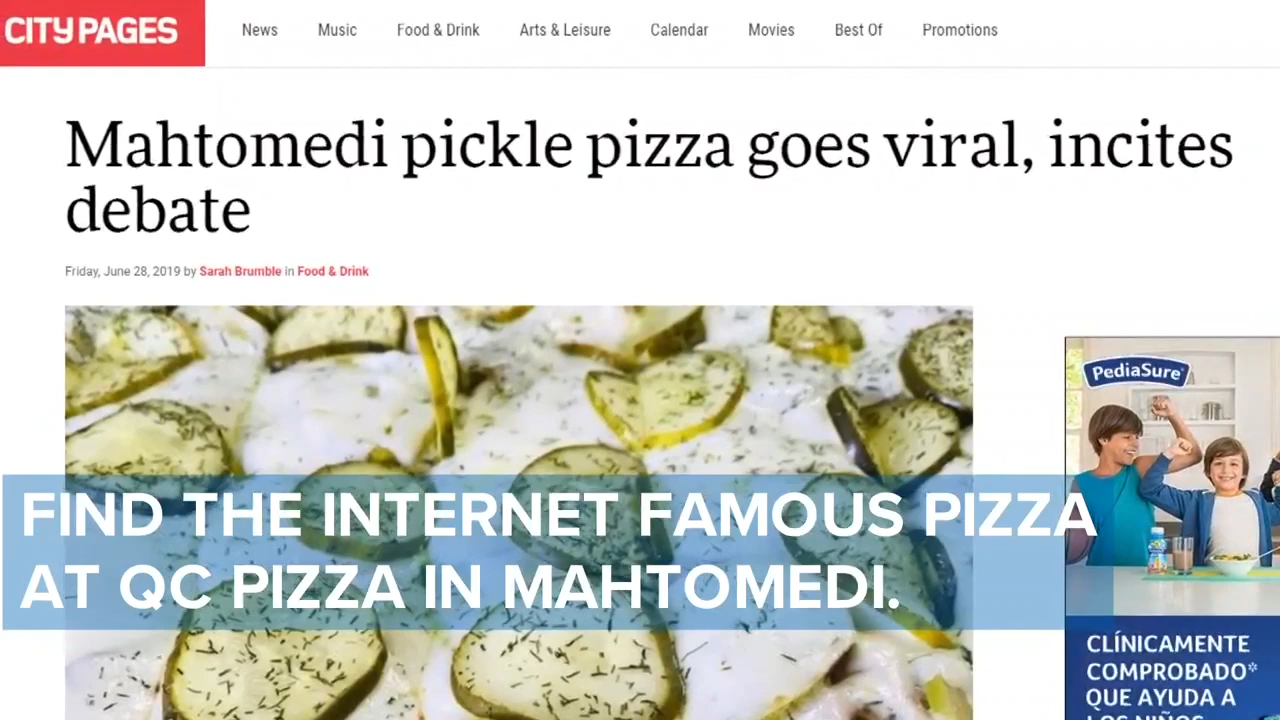 CITY PAGES
News Music Food & Drink Arts & Leisure Calendar Movies Best Of Promotions
Mahtomedi pickle pizza goes viral, incites
debate
Friday, June 28, 2019 by Sarah Brumble in Food & Drink
PediaSure
FIND THE INTERNET FAMOUS PIZZA
AT QC PIZZA IN MAHTOMEDI.
CLÍNICAMENTE
COMPROBADO*
QUE AYUDA A
LOS NIÑOS